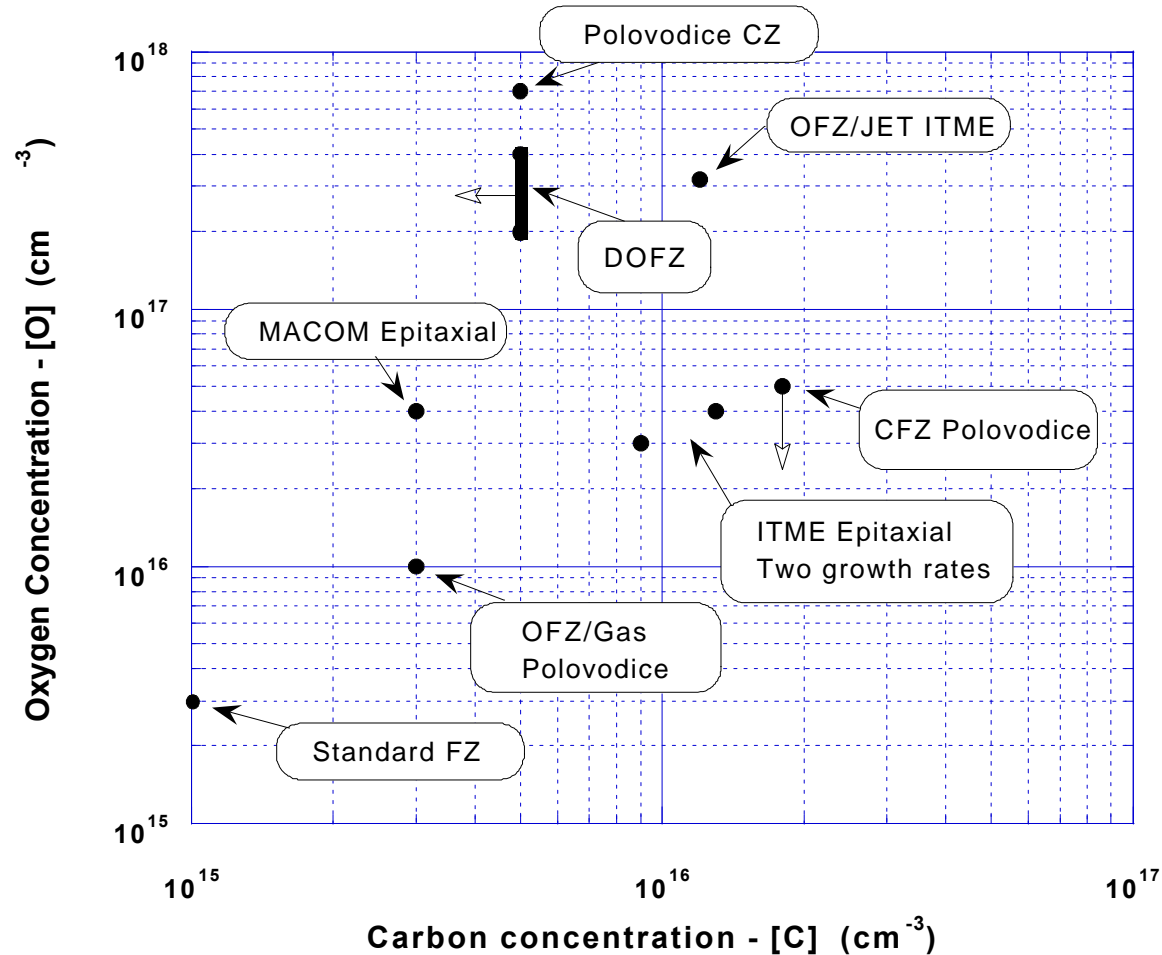 Polovodice CZ
10^18
OFZ/JET ITME
DOFZ
10^17
MACOM Epitaxial
CFZ Polovodice
ITME Epitaxial
Two growth rates
10^16
OFZ/Gas
Polovodice
Standard FZ
10^15
Oxygen Concentration - [O] (cm^-3)
10^15
10^16
10^17
Carbon concentration - [C] (cm^-3)